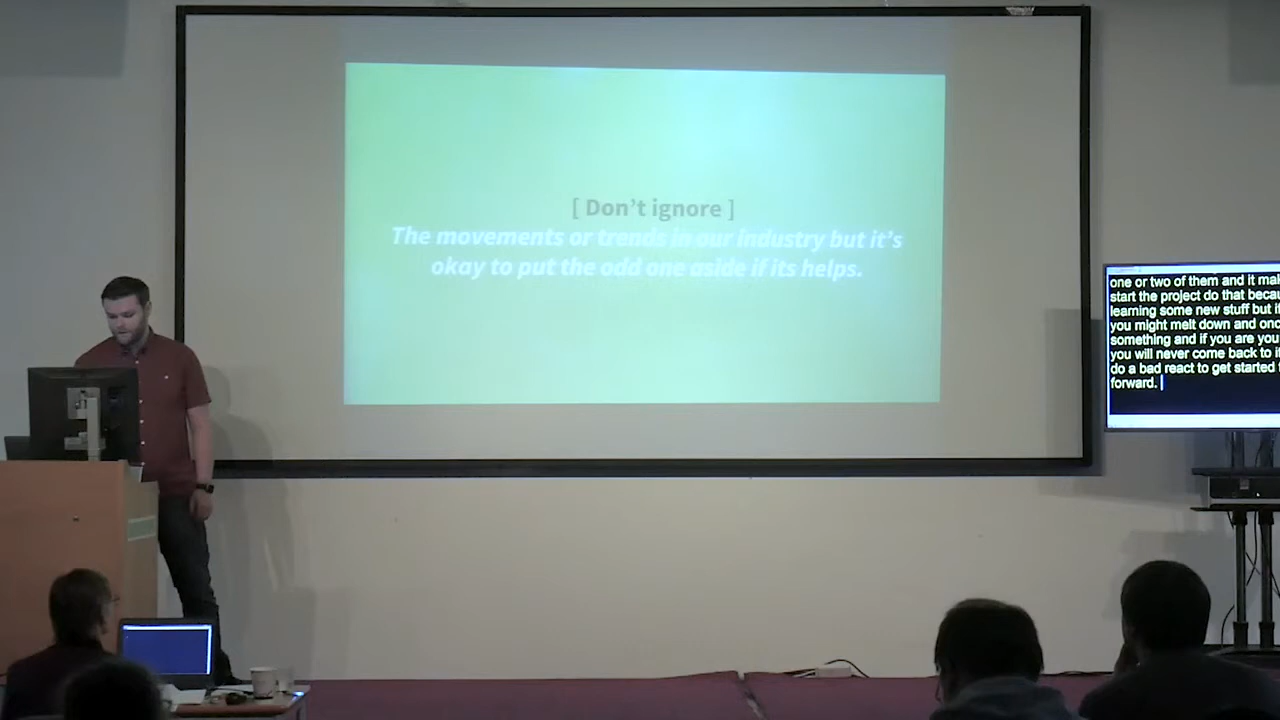 [ Don't ignore ]
The movements or trends in our industry but it's
okay to put the odd one aside if its helps.
one or two of them and it mak
start the project do that becau
learning some new stuff but i
you might melt down and onc
something and if you are you
you will never come back to i
do a bad react to get started
forward.